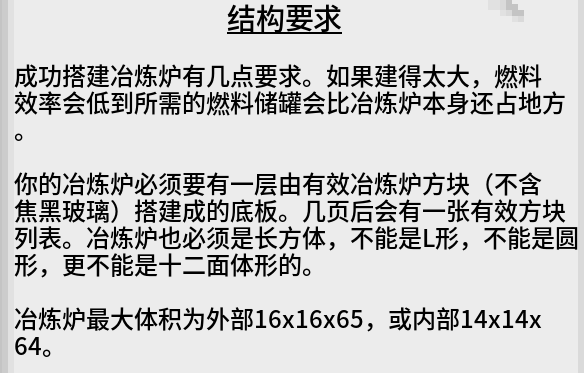 结构要求
成功搭建冶炼炉有几点要求。如果建得太大，燃料
效率会低到所需的燃料储罐会比冶炼炉本身还占地方
。
你的冶炼炉必须要有一层由有效冶炼炉方块（不含
焦黑玻璃）搭建成的底板。几页后会有一张有效方块
列表。冶炼炉也必须是长方体，不能是L形，不能是圆
形，更不能是十二面体形的。
冶炼炉最大体积为外部16x16x65，或内部14x14x
64。